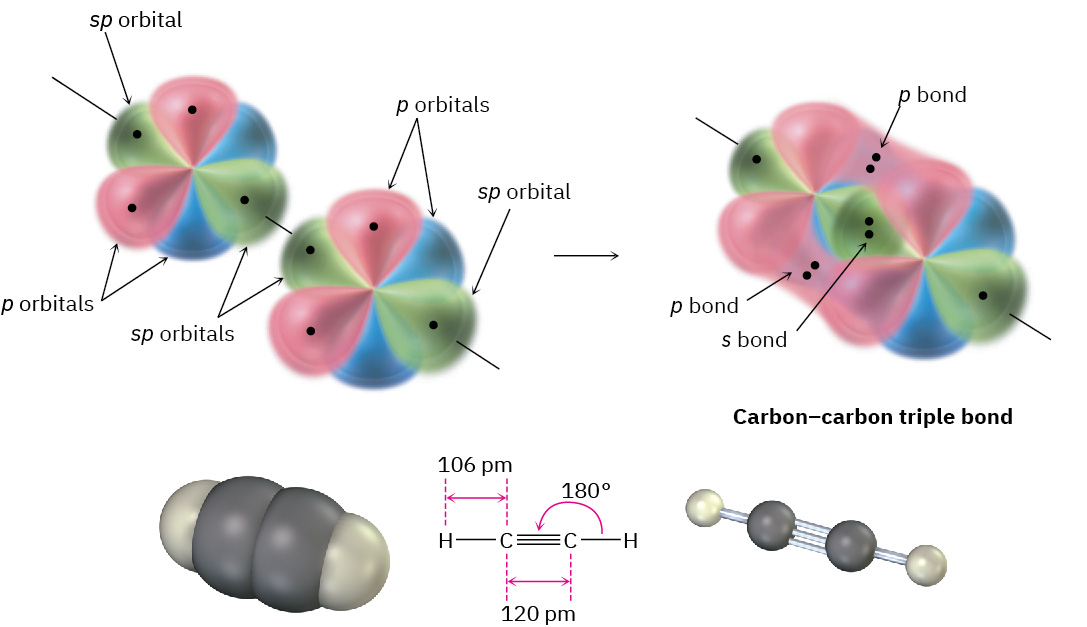 sp orbital
p orbitals
sp orbital
p orbitals
sp orbitals
p bond
p bond
s bond
Carbon–carbon triple bond
106 pm
180°
H C C H
120 pm